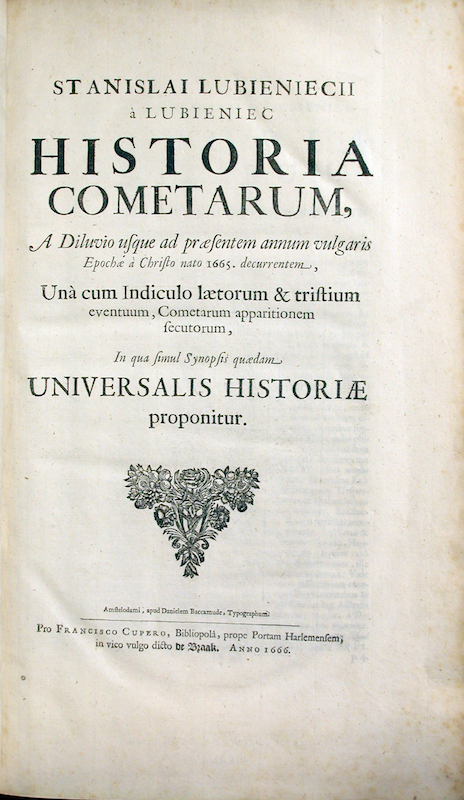 STANISLAI LUBIENIECII
à LUBIENIEC
HISTORIA
COMETARUM,
A Diluvio uſque ad præſentem annum vulgaris
Epochæ à Chriſto nato 1665. decurrentem,
Unà cum Indiculo lætorum & triſtium
eventuum, Cometarum apparitionem
ſecutorum,
In qua ſimul Synopſis quædam
UNIVERSALIS HISTORIÆ
proponitur.
Amſtelodami, apud Danielem Baccamude, Typographum.
Pro FRANCISCO CUPERO, Bibliopolâ, prope Portam Harlemenſem,
in vico vulgo dicto de Braak. ANNO 1666.